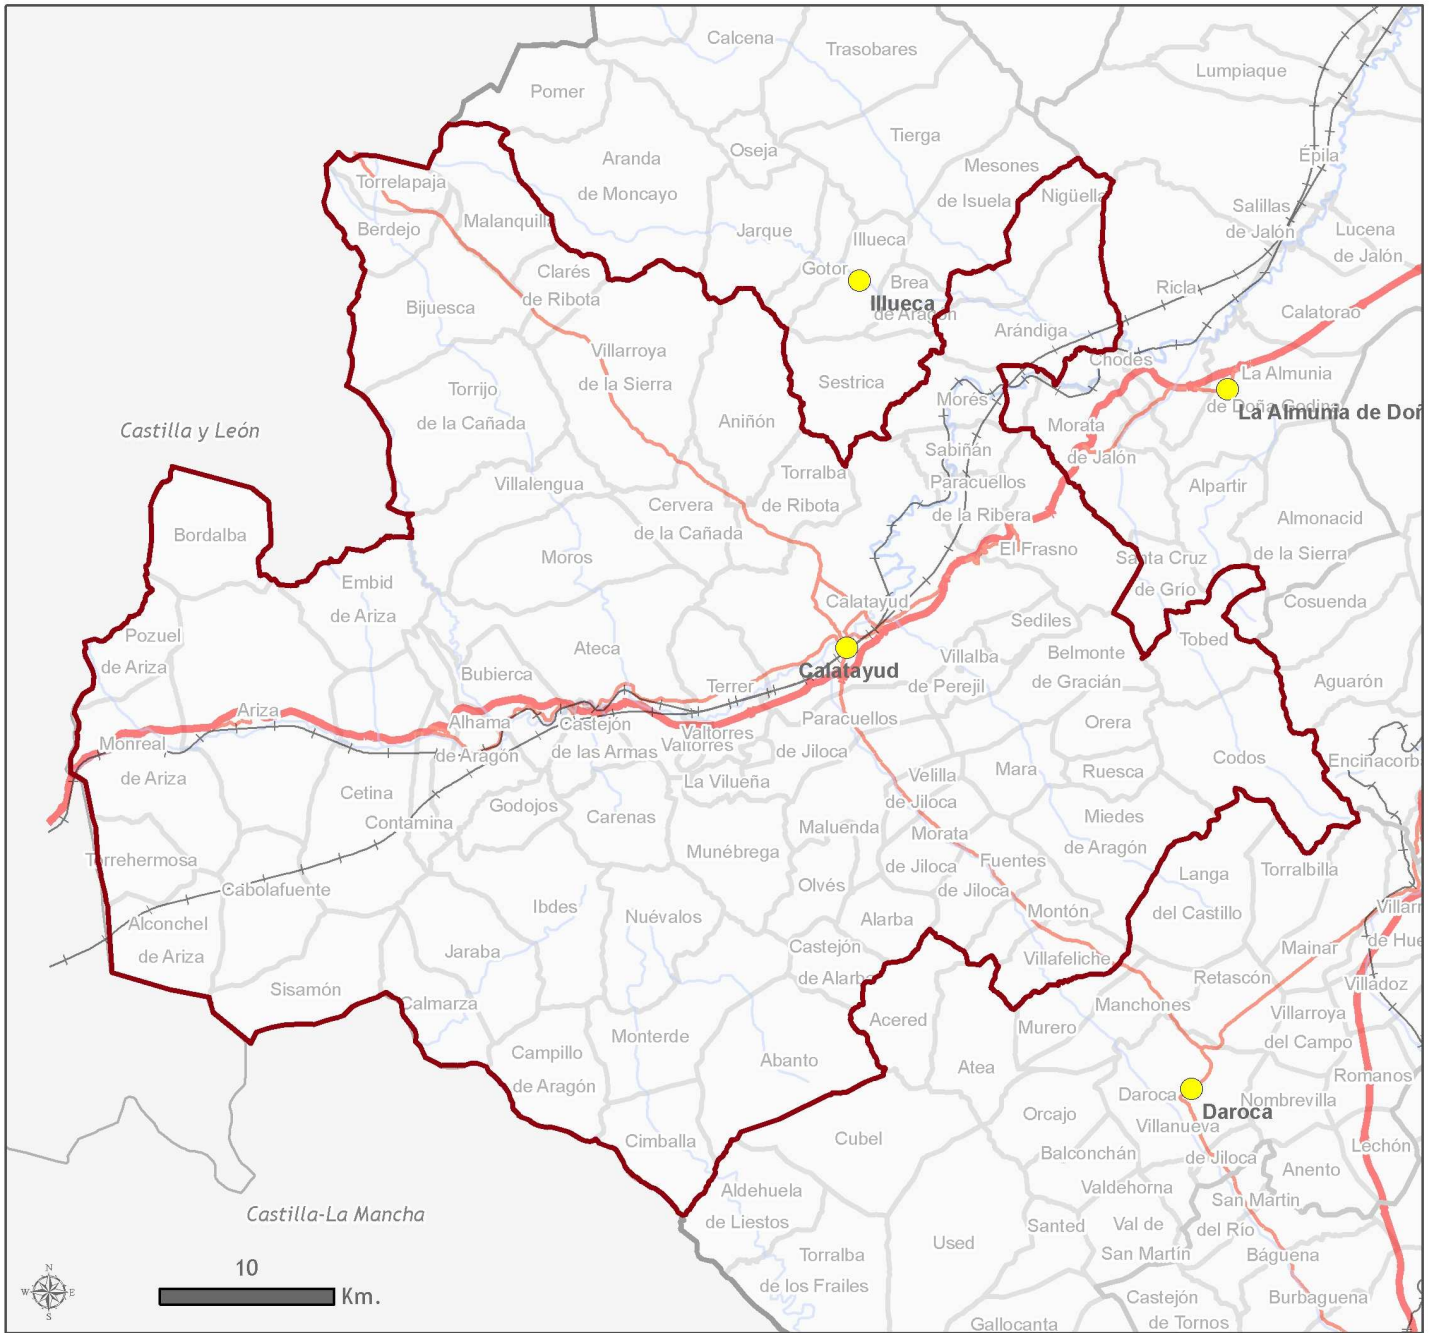 Calcena
Trasobares
Lumpiaque
Pomer
Tierga
Oseja
Aranda
de Moncayo
Mesones
de Isuela
Épila
Torrelapaja
Nigüella
Salillas
de Jalón
Malanquilla
Berdejo
Jarque
Illueca
Lucena
de Jalón
Gotor
Clarés
de Ribota
Brea
de Aragón
Illueca
Ricla
Bijuesca
Calatorao
Arándiga
Villarroya
de la Sierra
Chodes
La Almunia
de Doña Godina
La Almunia de Doñ
Sestrica
Torrijo
de la Cañada
Morés
Aniñón
Morata
de Jalón
Castilla y León
Sabiñán
Torralba
de Ribota
Villalengua
Paracuellos
de la Ribera
Alpartir
Cervera
de la Cañada
Almonacid
de la Sierra
Bordalba
El Frasno
Moros
Santa Cruz
de Grío
Embid
de Ariza
Calatayud
Cosuenda
Sediles
Pozuel
de Ariza
Tobed
Ateca
Calatayud
Villalba
de Perejil
Belmonte
de Gracián
Bubierca
Terrer
Aguarón
Ariza
Alhama
de Aragón
Castejón
de las Armas
Valtorres
Valtorres
Paracuellos
de Jiloca
Orera
Monreal
de Ariza
Codos
Encinacorb
La Vilueña
Velilla
de Jiloca
Mara
Ruesca
Cetina
Godojos
Carenas
Contamina
Maluenda
Morata
de Jiloca
Miedes
de Aragón
Torrehermosa
Munébrega
Fuentes
de Jiloca
Cabolafuente
Olvés
Langa
del Castillo
Torralbilla
Ibdes
Nuévalos
Alarba
Montón
Villarr
de Hue
Alconchel
de Ariza
Jaraba
Castejón
de Alarba
Villafeliche
Mainar
Retascón
Villadoz
Sisamón
Calmarza
Acered
Manchones
Monterde
Murero
Villarroya
del Campo
Campillo
de Aragón
Abanto
Atea
Romanos
Daroca
Daroca
Nombrevilla
Orcajo
Villanueva
de Jiloca
Cimballa
Cubel
Balconchán
Lechón
Anento
Aldehuela
de Liestos
Valdehorna
San Martin
del Río
Castilla-La Mancha
Santed
Val de
San Martín
Used
Torralba
de los Frailes
Báguena
10
Km.
N
W
E
S
Castejón
de Tornos
Burbaguena
Gallocanta